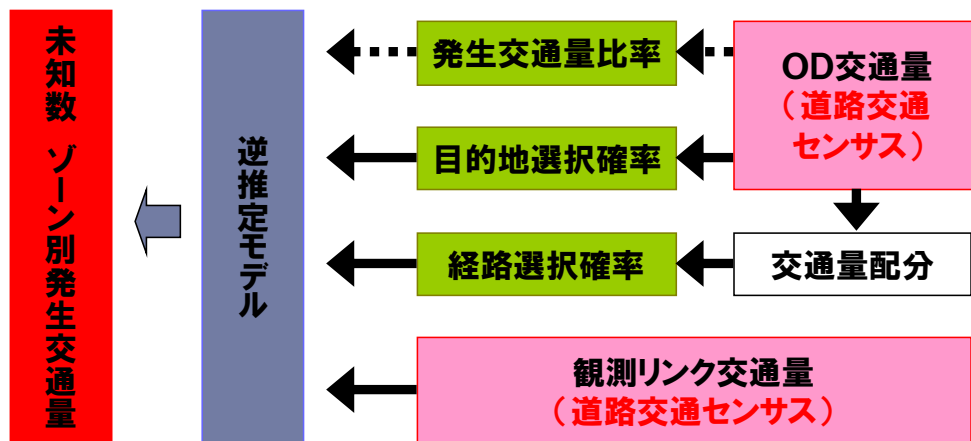 未知数 ゾーン別発生交通量
逆推定モデル
発生交通量比率
目的地選択確率
経路選択確率
OD交通量
(道路交通
センサス)
交通量配分
観測リンク交通量
(道路交通センサス)